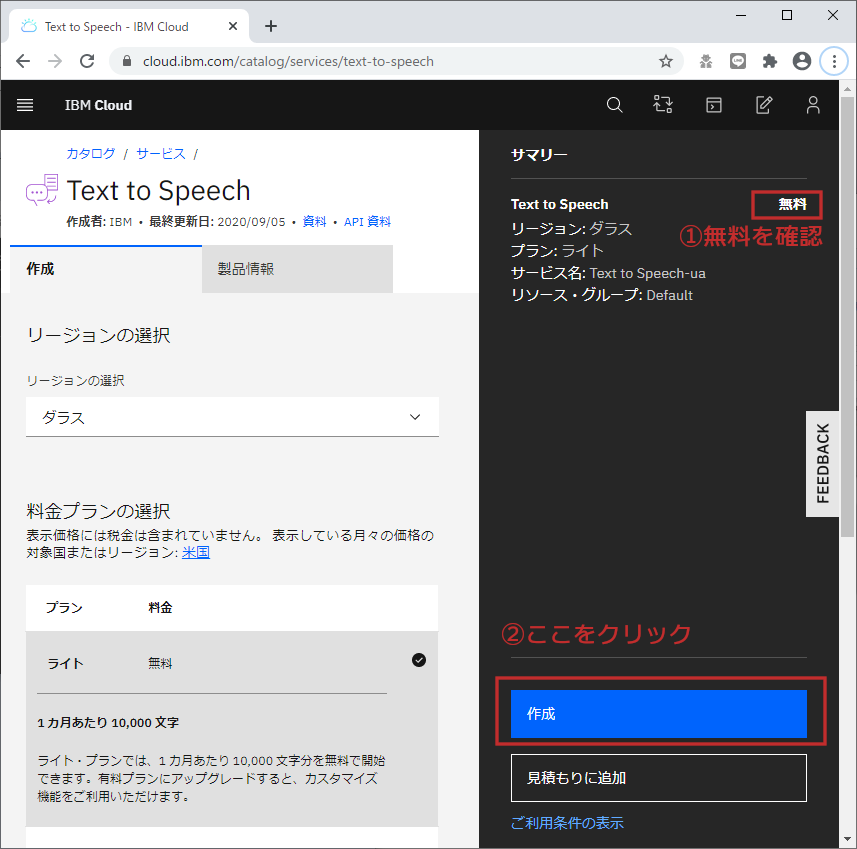 Text to Speech - IBM Cloud
cloud.ibm.com/catalog/services/text-to-speech
IBM Cloud
カタログ / サービス /
Text to Speech
作成者: IBM • 最終更新日: 2020/09/05 • 資料 • API 資料
作成
製品情報
リージョンの選択
リージョンの選択
ダラス
料金プランの選択
表示価格には税金は含まれていません。 表示している月々の価格の
対象国またはリージョン: 米国
プラン 料金
ライト 無料
1 カ月あたり 10,000 文字
ライト・プランでは、1 カ月あたり 10,000 文字分を無料で開始
できます。有料プランにアップグレードすると、カスタマイズ
機能をご利用いただけます。
サマリー
Text to Speech 無料
①無料を確認
リージョン: ダラス
プラン: ライト
サービス名: Text to Speech-ua
リソース・グループ: Default
FEEDBACK
②ここをクリック
作成
見積もりに追加
ご利用条件の表示